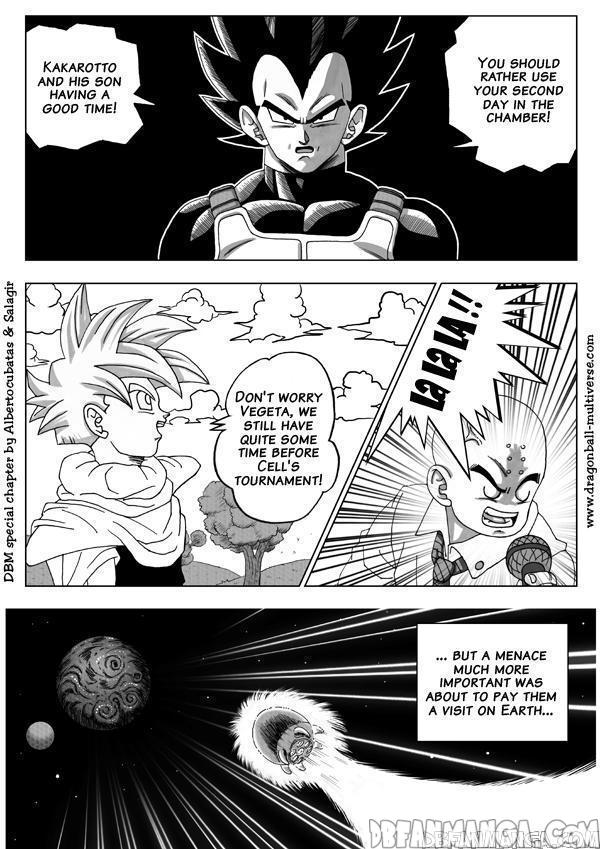 KAKAROTTO
AND HIS SON
HAVING A
GOOD TIME!
YOU SHOULD
RATHER USE
YOUR SECOND
DAY IN THE
CHAMBER!
DBM special chapter by Albertocubatas & Salagir
DON'T WORRY
VEGETA, WE
STILL HAVE
QUITE SOME
TIME BEFORE
CELL'S
TOURNAMENT!
LA LA LA!!
www.dragonball-multiverse.com
... BUT A MENACE
MUCH MORE
IMPORTANT WAS
ABOUT TO PAY THEM
A VISIT ON EARTH...
DBFANMANGA.COM
DBFANMANGA.COM